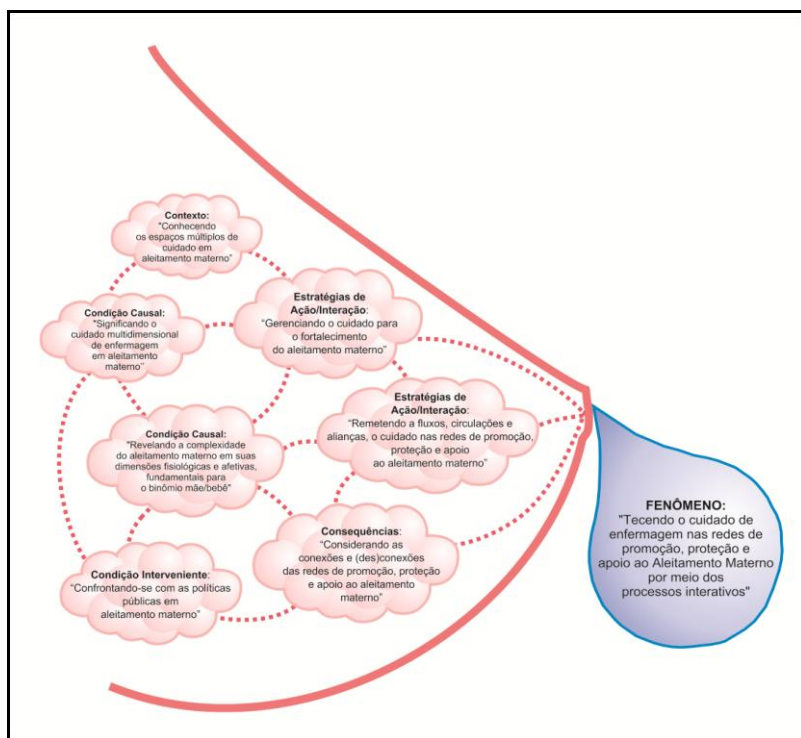 Contexto:
"Conhecendo
os espaços múltiplos de
cuidado em
aleitamento materno"
Condição Causal:
"Significando o
cuidado multidimensional
de enfermagem
em aleitamento
materno"
Estratégias de
Ação/Interação:
"Gerenciando o cuidado para
o fortalecimento
do aleitamento materno"
Estratégias de
Ação/Interação:
"Remetendo a fluxos, circulações e
alianças, o cuidado nas redes de promoção,
proteção e apoio
ao aleitamento materno"
Condição Causal:
"Revelando a complexidade
do aleitamento materno em suas
dimensões fisiológicas e afetivas,
fundamentais para
o binômio mãe/bebê"
Consequências:
"Considerando as
conexões e (des)conexões
das redes de promoção, proteção
e apoio ao aleitamento
materno"
Condição Interveniente:
"Confrontando-se com as políticas
públicas em
aleitamento materno"
FENÔMENO:
"Tecendo o cuidado de
enfermagem nas redes de
promoção, proteção e
apoio ao Aleitamento Materno
por meio dos
processos interativos"